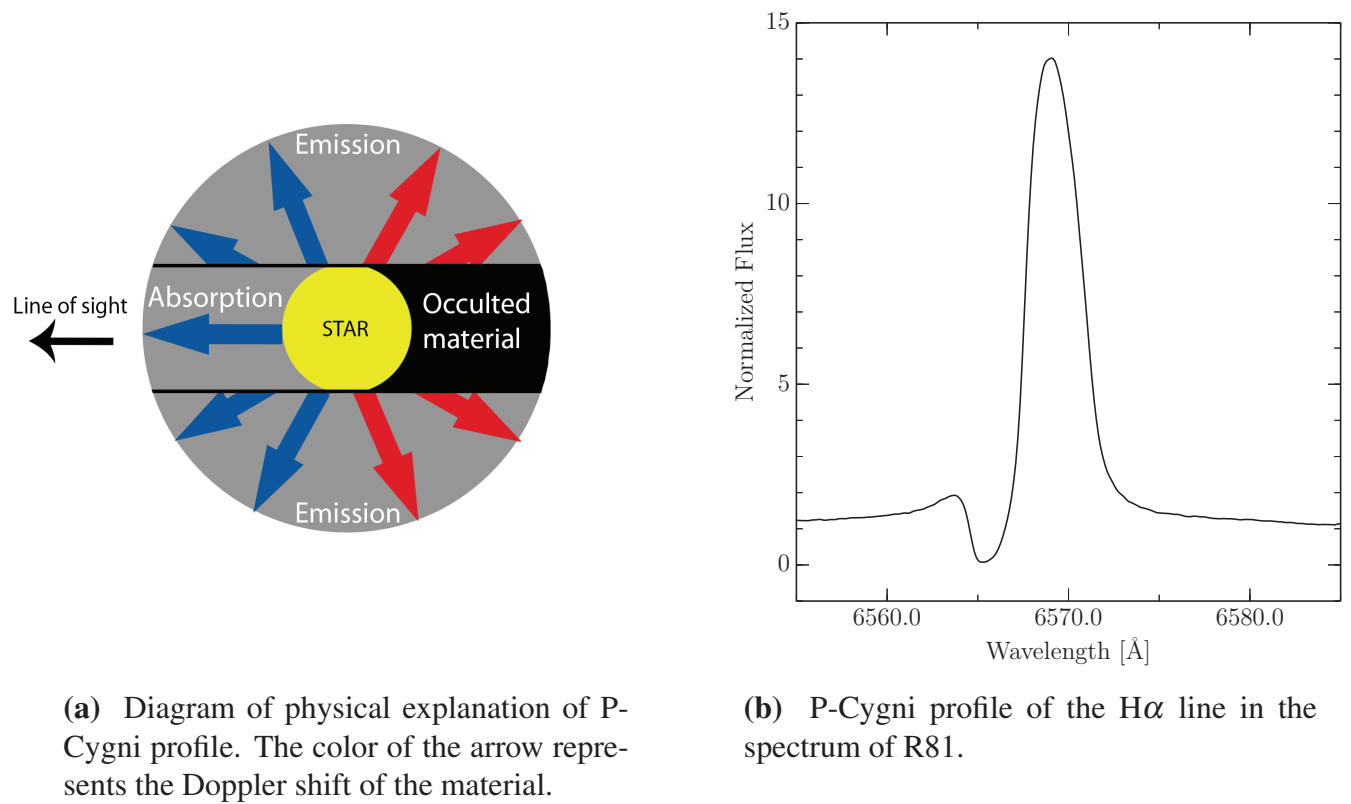 Emission
Line of sight
Absorption
STAR
Occulted
material
Emission
15
10
5
0
Normalized Flux
6560.0
6570.0
6580.0
Wavelength [Å]
(a) Diagram of physical explanation of P-
Cygni profile. The color of the arrow repre-
sents the Doppler shift of the material.
(b) P-Cygni profile of the Hα line in the
spectrum of R81.